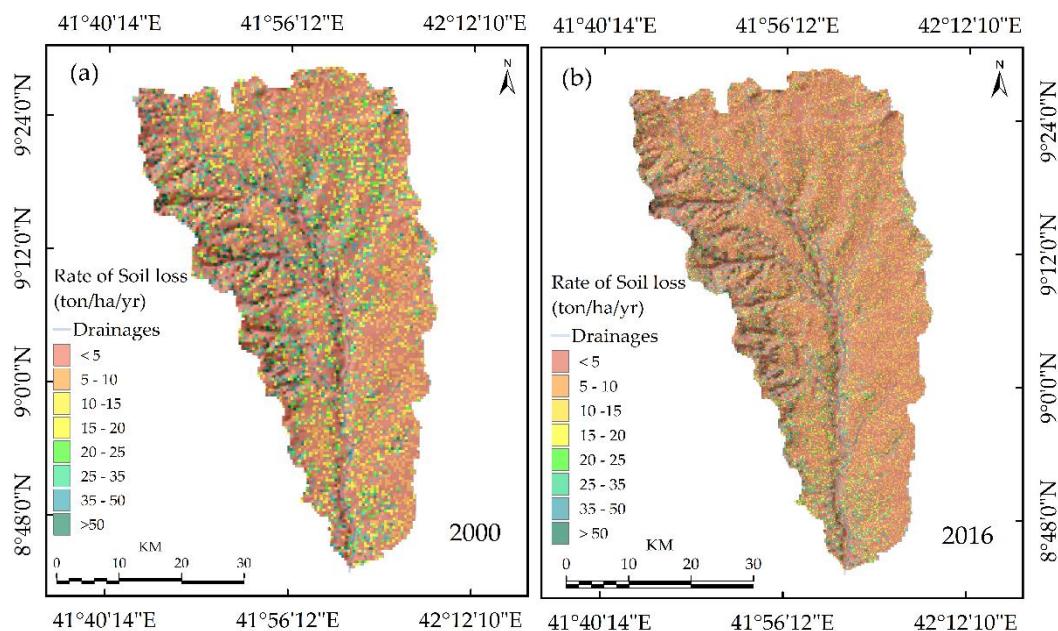 41°40'14"E 41°56'12"E 42°12'10"E
(a)
N
9°24'0"N
9°12'0"N
9°0'0"N
8°48'0"N
Rate of Soil loss
(ton/ha/yr)
Drainages
< 5
5 - 10
10 -15
15 - 20
20 - 25
25 - 35
35 - 50
>50
2000
KM
0 10 20 30
41°40'14"E 41°56'12"E 42°12'10"E
41°40'14"E 41°56'12"E 42°12'10"E
(b)
N
9°24'0"N
9°12'0"N
9°0'0"N
8°48'0"N
Rate of Soil loss
(ton/ha/yr)
Drainages
< 5
5 - 10
10 -15
15 - 20
20 - 25
25 - 35
35 - 50
> 50
2016
KM
0 10 20 30
41°40'14"E 41°56'12"E 42°12'10"E